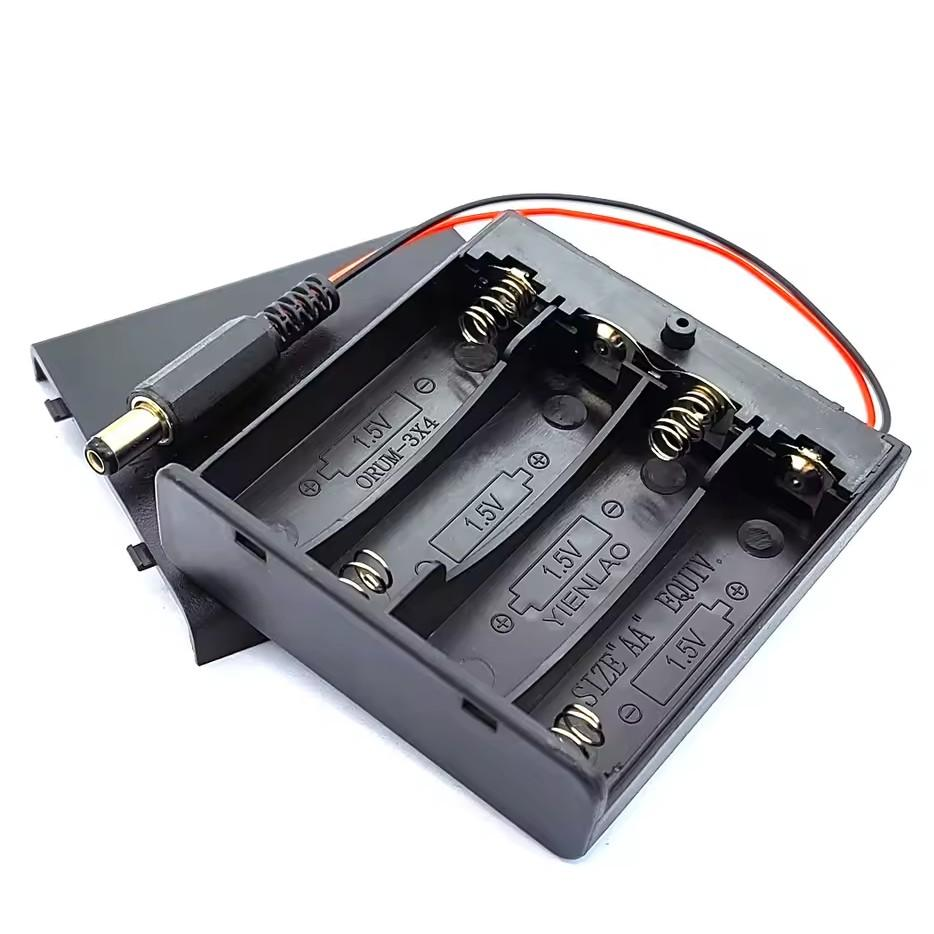 1.5V
ORUM-3X4
1.5V
1.5V
YIENLAO
SIZE"AA" EQUIV.
1.5V